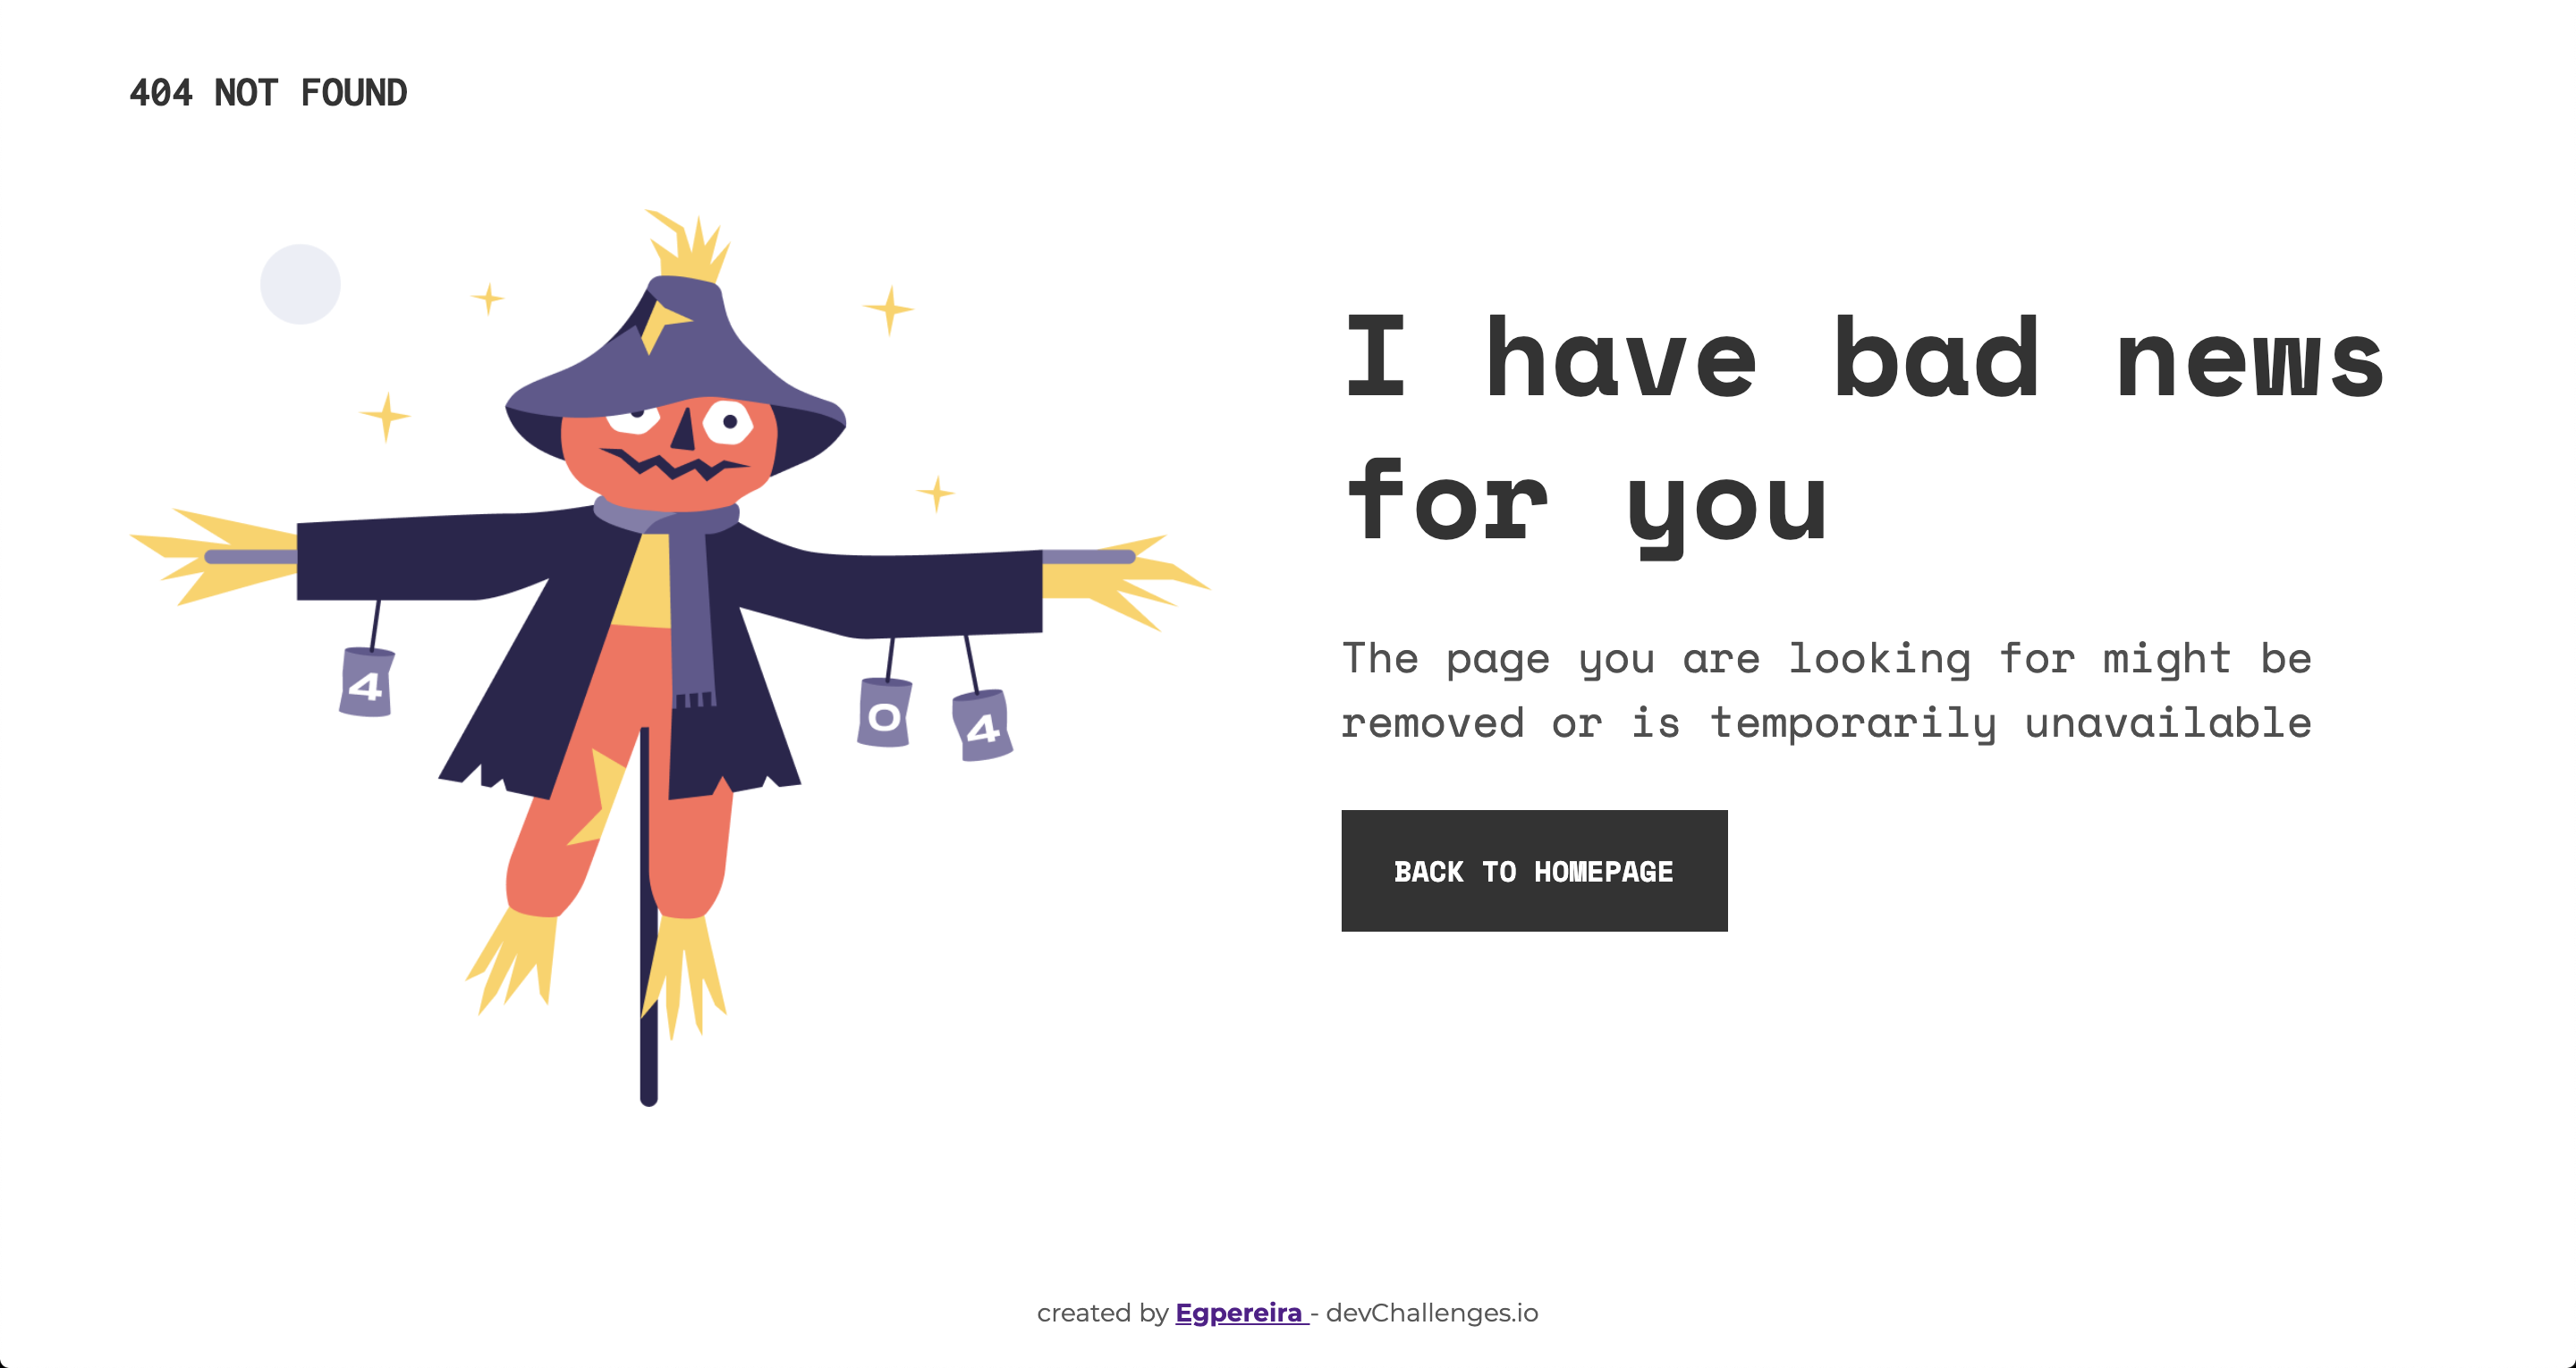 404 NOT FOUND
I have bad news
for you
The page you are looking for might be
removed or is temporarily unavailable
BACK TO HOMEPAGE
4
0
4
created by Egpereira - devChallenges.io